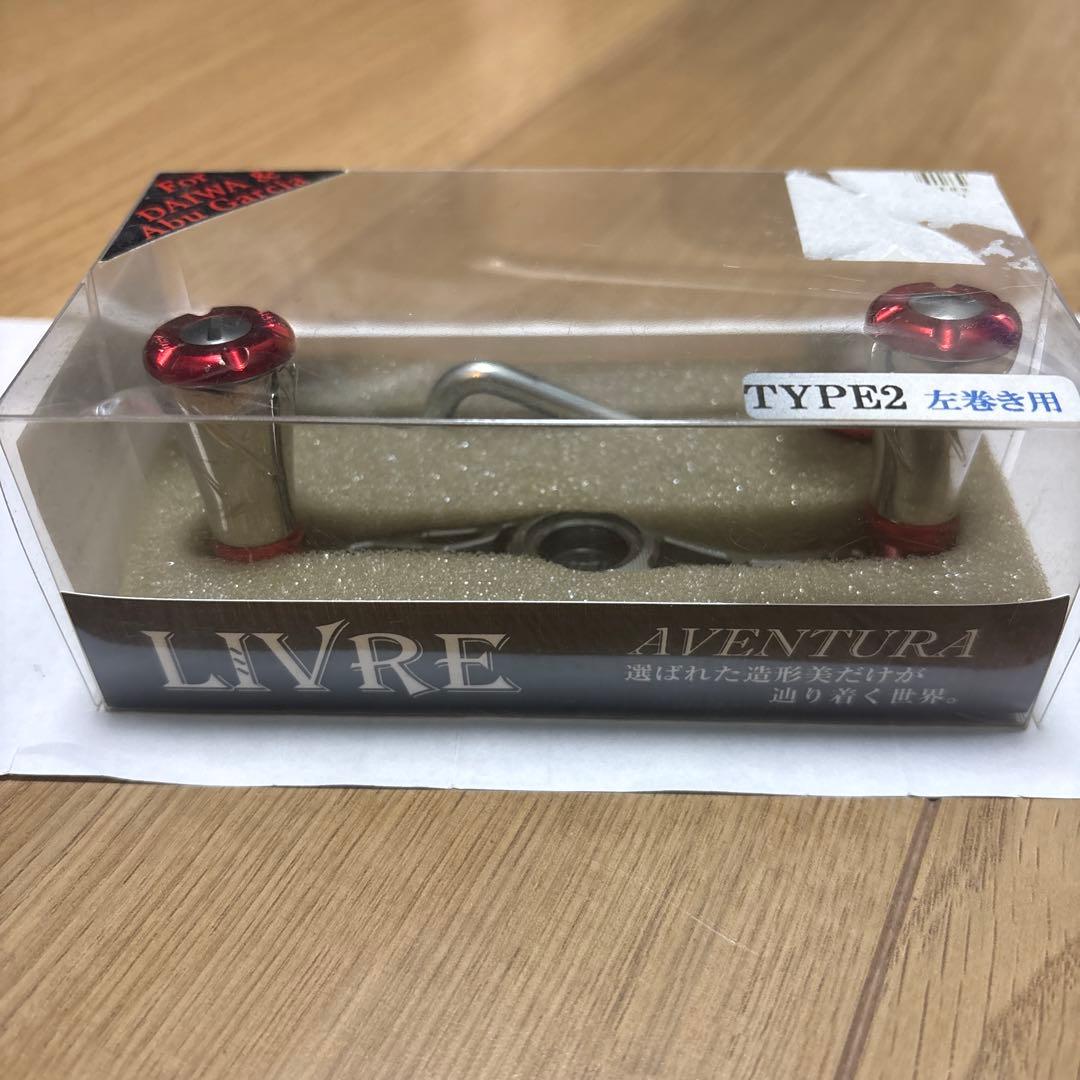 For
DAIWA &
Abu Garcia
TYPE2 左巻き用
LIVRE
AVENTURA
選ばれた造形美だけが
辿り着く世界。